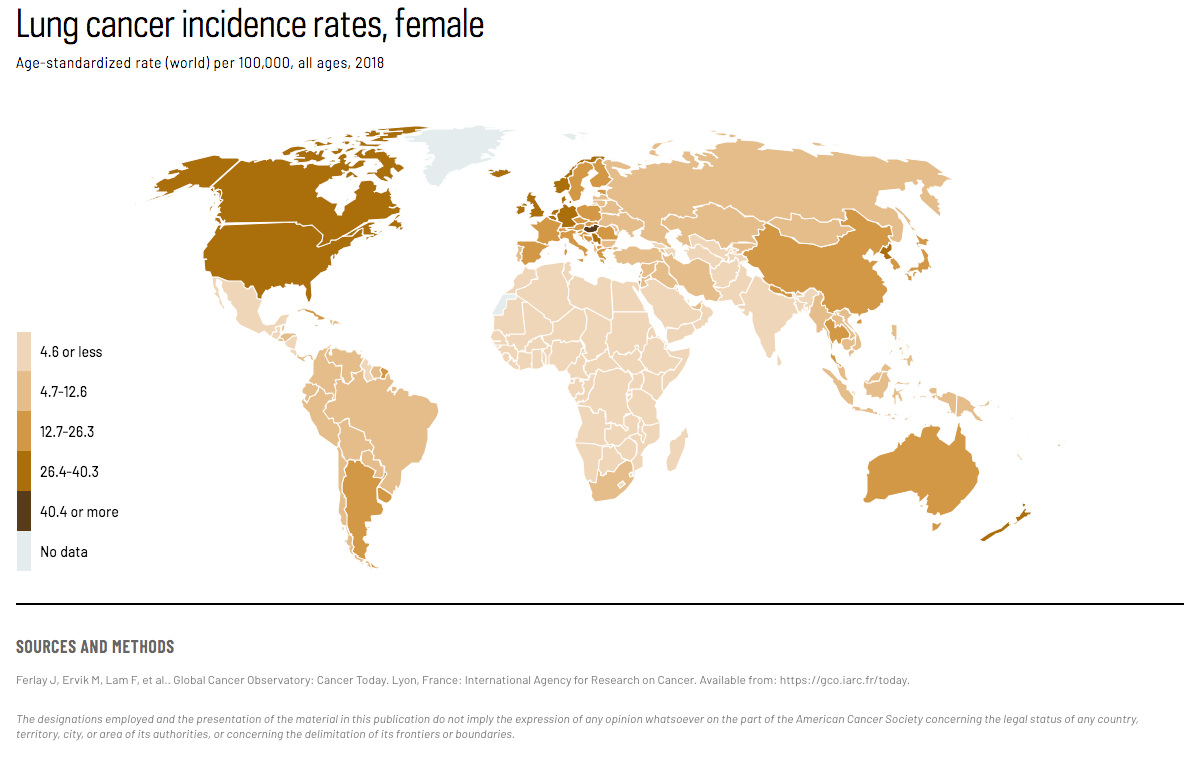 Lung cancer incidence rates, female
Age-standardized rate (world) per 100,000, all ages, 2018
4.6 or less
4.7-12.6
12.7-26.3
26.4-40.3
40.4 or more
No data
SOURCES AND METHODS
Ferlay J, Ervik M, Lam F, et al.. Global Cancer Observatory: Cancer Today. Lyon, France: International Agency for Research on Cancer. Available from: https://gco.iarc.fr/today.
The designations employed and the presentation of the material in this publication do not imply the expression of any opinion whatsoever on the part of the American Cancer Society concerning the legal status of any country,
territory, city, or area of its authorities, or concerning the delimitation of its frontiers or boundaries.